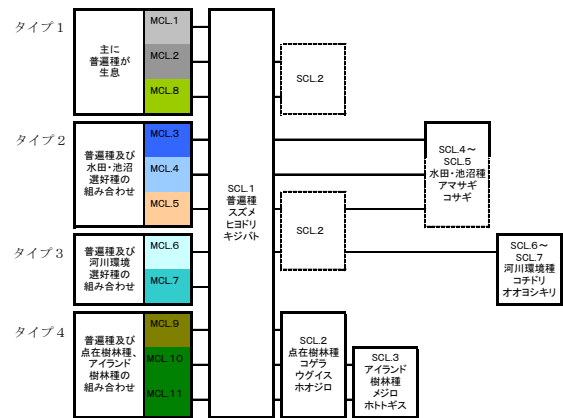 タイプ1
主に
普遍種が
生息
MCL.1
MCL.2
MCL.8
SCL.2
タイプ2
普遍種及び
水田・池沼
選好種の
組み合わせ
MCL.3
MCL.4
MCL.5
SCL.1
普遍種
スズメ
ヒヨドリ
キジバト
SCL.2
SCL.4～
SCL.5
水田・池沼種
アマサギ
コサギ
タイプ3
普遍種及び
河川環境
選好種の
組み合わせ
MCL.6
MCL.7
SCL.6～
SCL.7
河川環境種
コチドリ
オオヨシキリ
タイプ4
普遍種及び
点在樹林種、
アイランド
樹林種の
組み合わせ
MCL.9
MCL.10
MCL.11
SCL.2
点在樹林種
コゲラ
ウグイス
ホオジロ
SCL.3
アイランド
樹林種
メジロ
ホトトギス